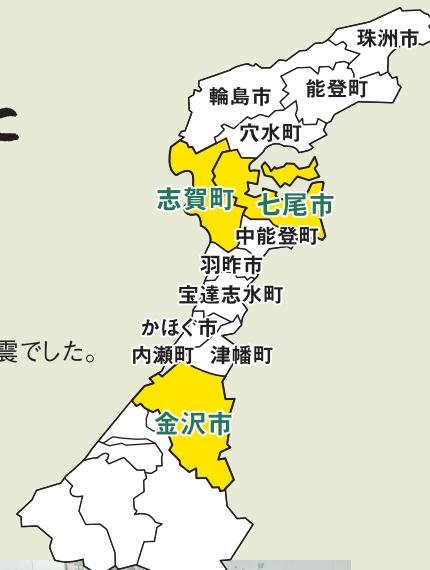 珠洲市
能登町
輪島市
た
穴水町
志賀町
七尾市
中能登町
羽咋市
宝達志水町
かほく市
震でした。
内灘町
津幡町
金沢市